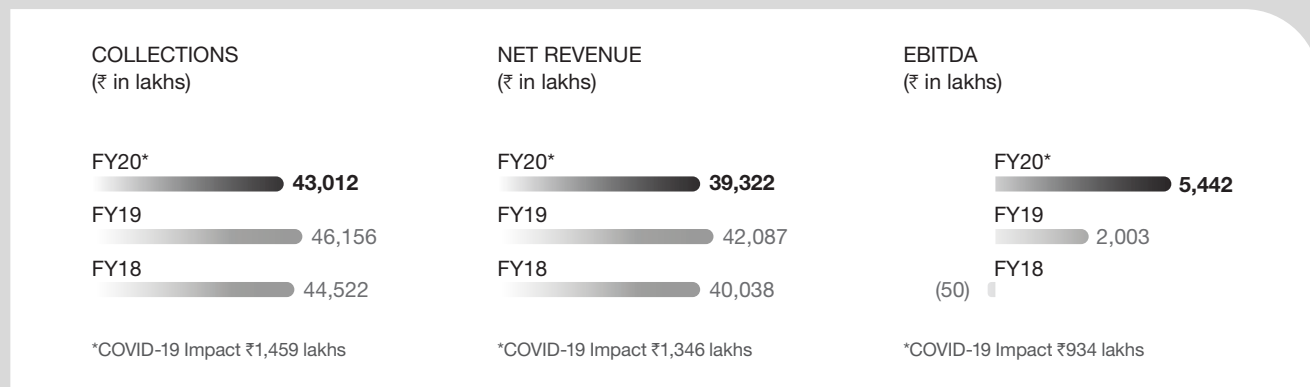 COLLECTIONS
(₹ in lakhs)
FY20*
43,012
FY19
46,156
FY18
44,522
*COVID-19 Impact ₹1,459 lakhs
NET REVENUE
(₹ in lakhs)
FY20*
39,322
FY19
42,087
FY18
40,038
*COVID-19 Impact ₹1,346 lakhs
EBITDA
(₹ in lakhs)
FY20*
5,442
FY19
2,003
FY18
(50)
*COVID-19 Impact ₹934 lakhs